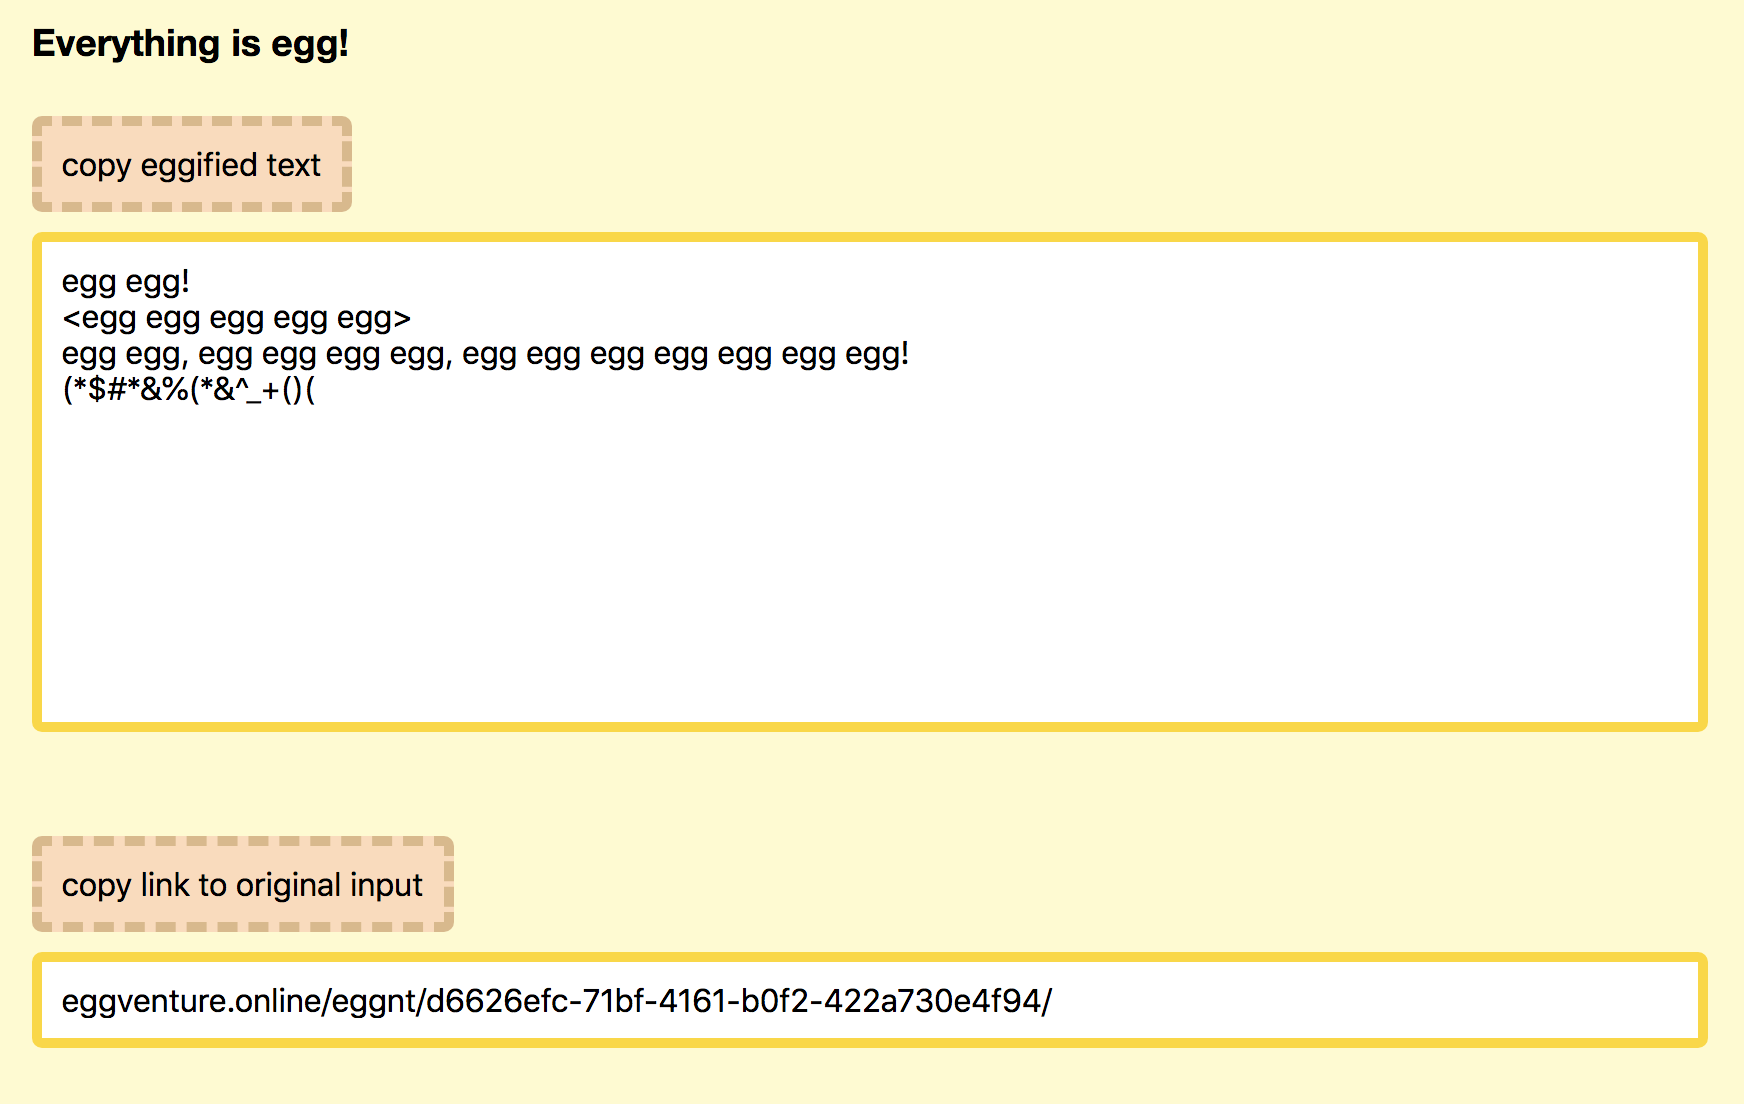 Everything is egg!
copy eggified text
egg egg!
<egg egg egg egg egg>
egg egg, egg egg egg egg, egg egg egg egg egg egg egg!
(*$#*&%(*&^_+()(
copy link to original input
eggventure.online/eggnt/d6626efc-71bf-4161-b0f2-422a730e4f94/